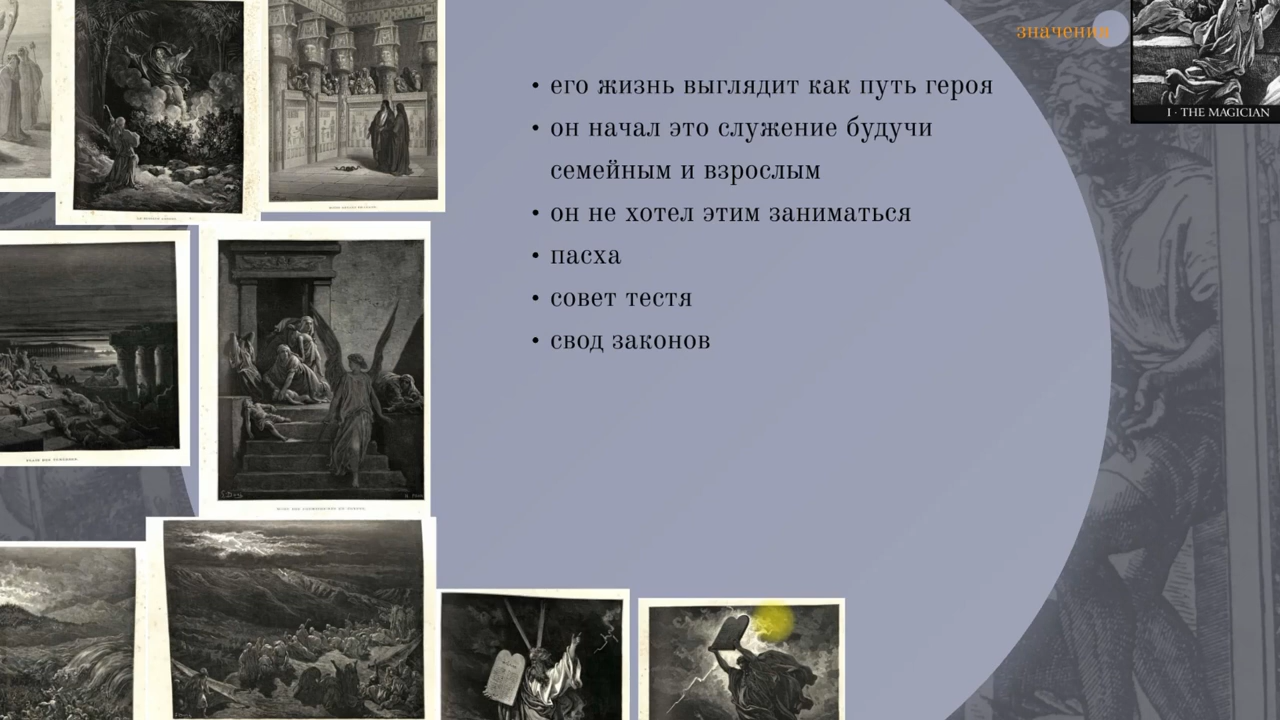 значения
I · THE MAGICIAN
• его жизнь выглядит как путь героя
• он начал это служение будучи
семейным и взрослым
• он не хотел этим заниматься
• пасха
• совет тестя
• свод законов